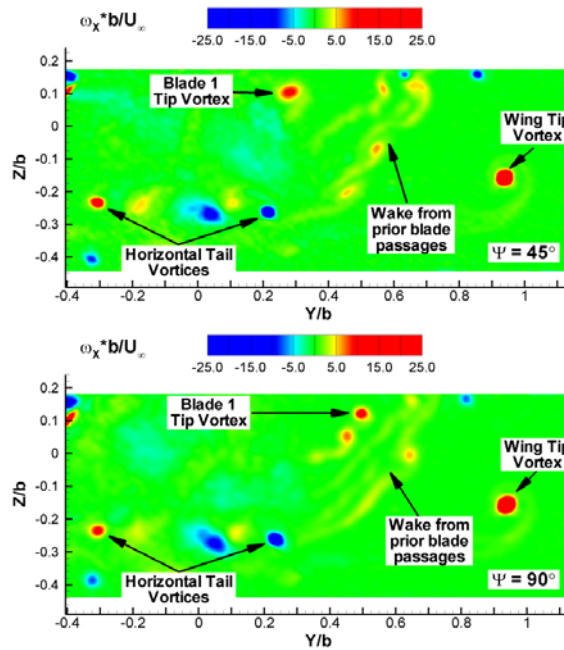 ωX*b/U∞
-25.0 -15.0 -5.0 5.0 15.0 25.0
0.2
0.1
0
-0.1
-0.2
-0.3
-0.4
Z/b
Blade 1
Tip Vortex
Wing Tip
Vortex
Wake from
prior blade
passages
Horizontal Tail
Vortices
Ψ = 45°
-0.4 -0.2 0 0.2 0.4 0.6 0.8 1
Y/b
ωX*b/U∞
-25.0 -15.0 -5.0 5.0 15.0 25.0
0.2
0.1
0
-0.1
-0.2
-0.3
-0.4
Z/b
Blade 1
Tip Vortex
Wing Tip
Vortex
Wake from
prior blade
passages
Horizontal Tail
Vortices
Ψ = 90°
-0.4 -0.2 0 0.2 0.4 0.6 0.8 1
Y/b